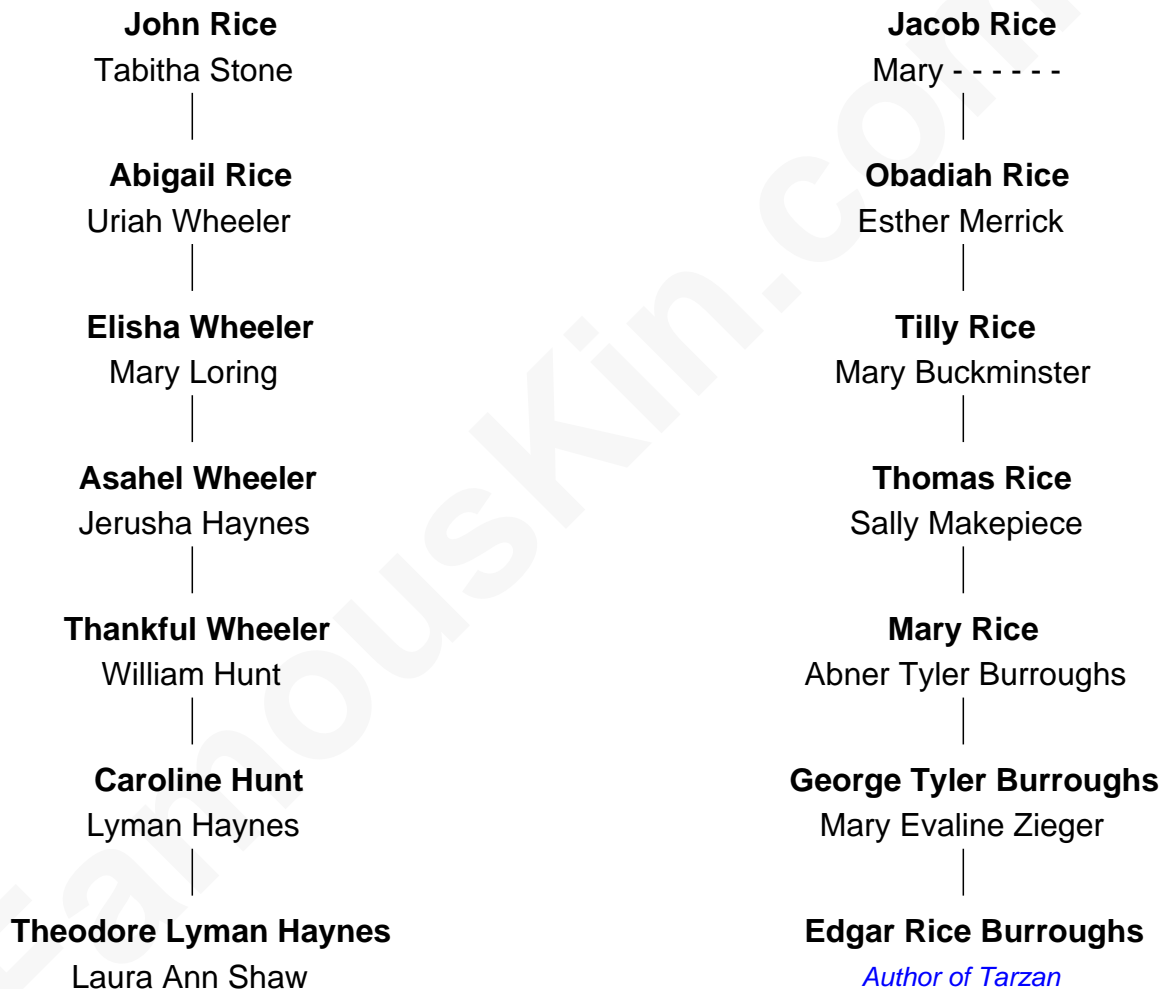 John Rice
Tabitha Stone
Abigail Rice
Uriah Wheeler
Elisha Wheeler
Mary Loring
Asahel Wheeler
Jerusha Haynes
Thankful Wheeler
William Hunt
Caroline Hunt
Lyman Haynes
Theodore Lyman Haynes
Laura Ann Shaw
Jacob Rice
Mary - - - - - -
Obadiah Rice
Esther Merrick
Tilly Rice
Mary Buckminster
Thomas Rice
Sally Makepiece
Mary Rice
Abner Tyler Burroughs
George Tyler Burroughs
Mary Evaline Zieger
Edgar Rice Burroughs
Author of Tarzan
FamousKin.com